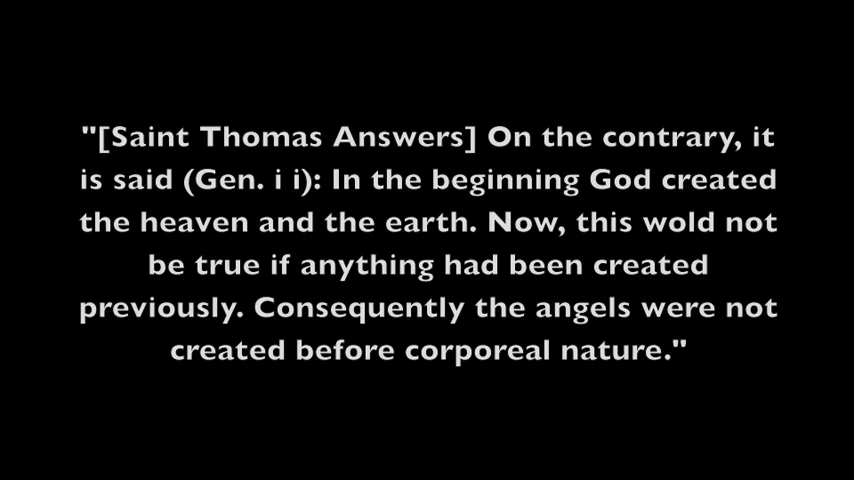 "[Saint Thomas Answers] On the contrary, it
is said (Gen. i i): In the beginning God created
the heaven and the earth. Now, this wold not
be true if anything had been created
previously. Consequently the angels were not
created before corporeal nature."